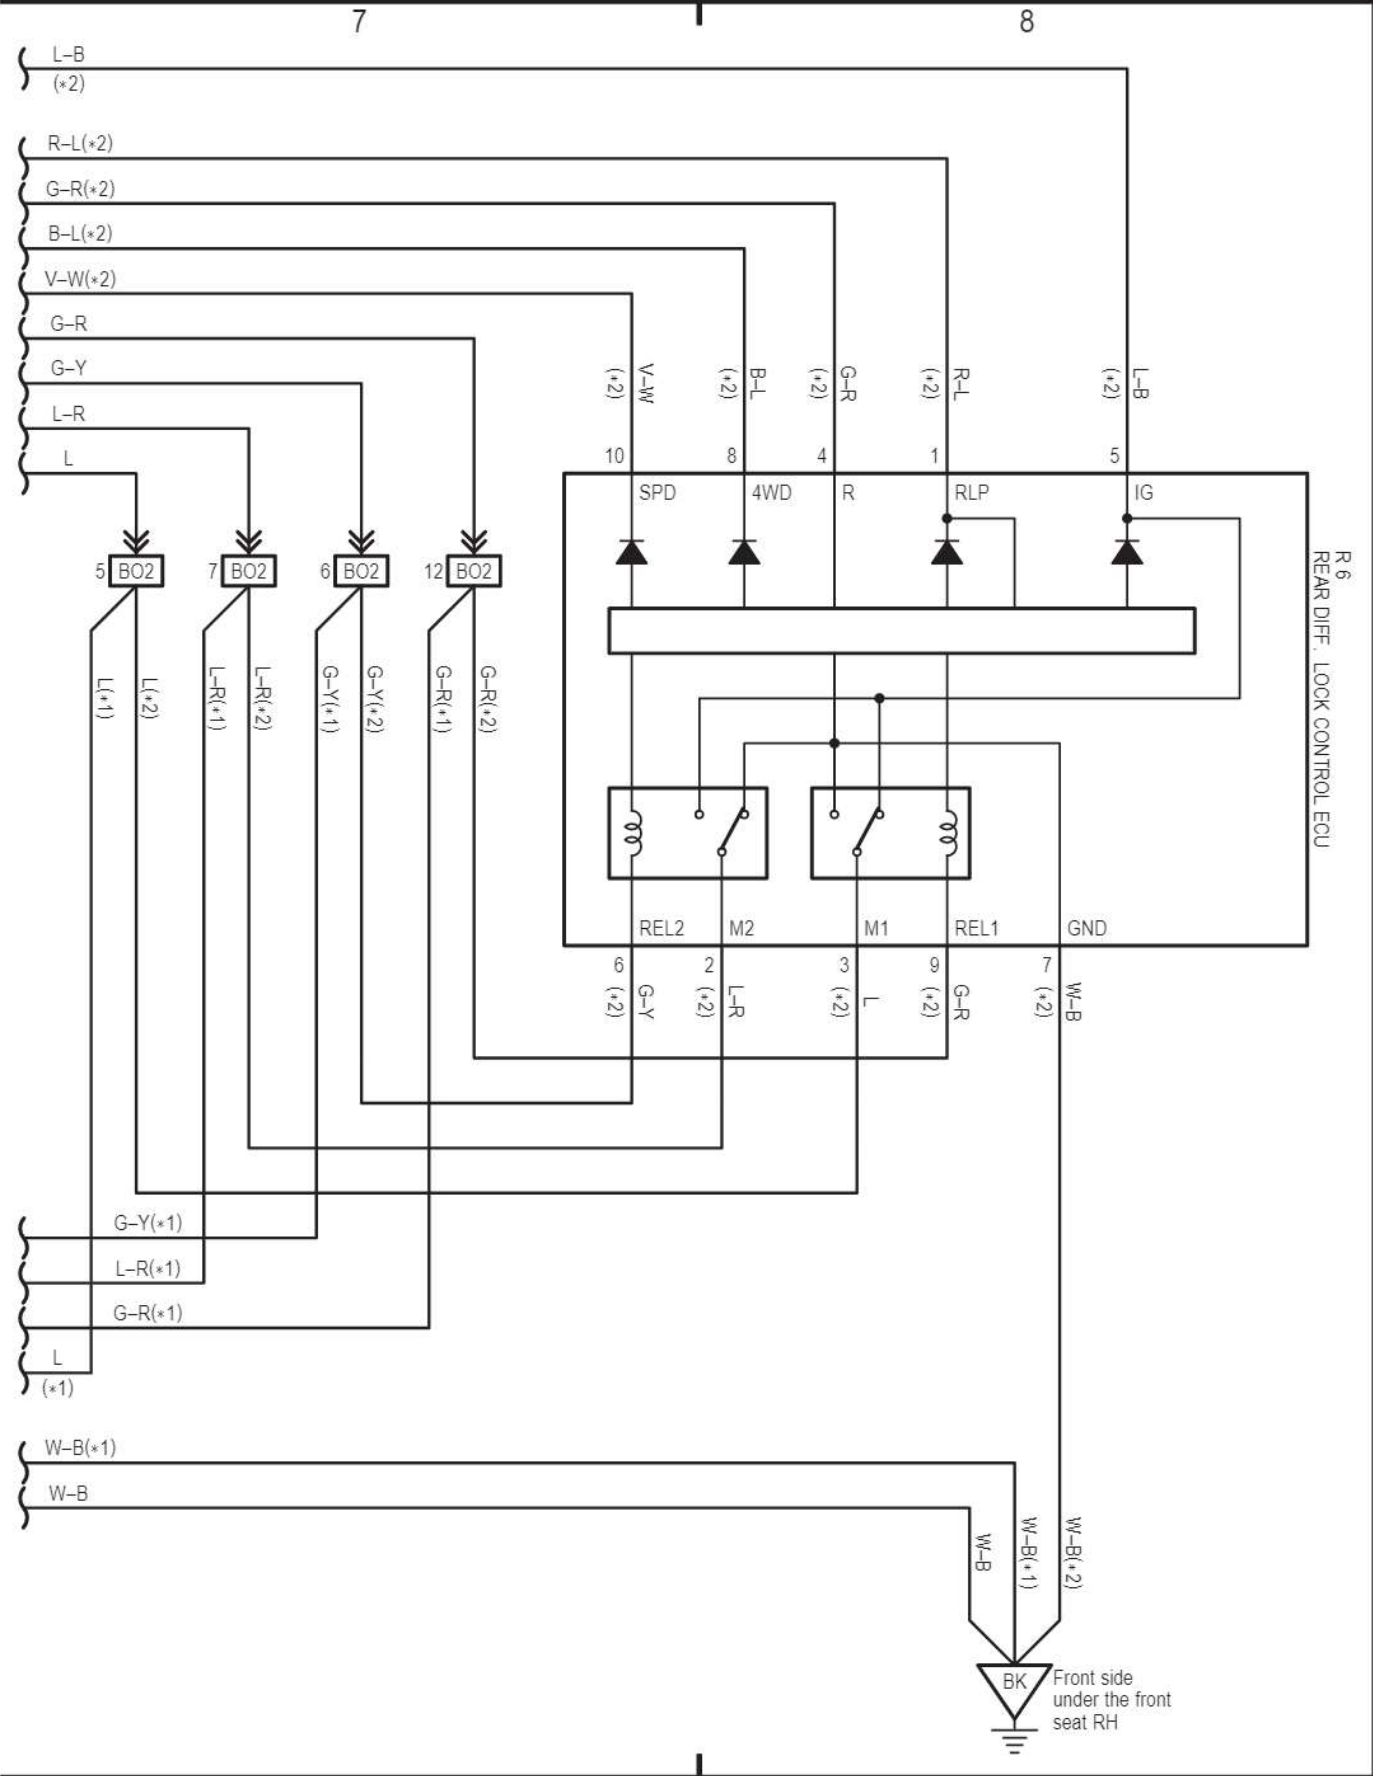 7
8
L–B
(*2)
R–L(*2)
G–R(*2)
B–L(*2)
V–W(*2)
G–R
G–Y
L–R
L
V–W
(*2)
B–L
(*2)
G–R
(*2)
R–L
(*2)
L–B
(*2)
10
8
4
1
5
SPD
4WD
R
RLP
IG
5 BO2
7 BO2
6 BO2
12 BO2
R 6
REAR DIFF. LOCK CONTROL ECU
L(*1)
L(*2)
L–R(*1)
L–R(*2)
G–Y(*1)
G–Y(*2)
G–R(*1)
G–R(*2)
REL2
M2
M1
REL1
GND
6
2
3
9
7
G–Y
(*2)
L–R
(*2)
L
(*2)
G–R
(*2)
W–B
(*2)
G–Y(*1)
L–R(*1)
G–R(*1)
L
(*1)
W–B(*1)
W–B
W–B
W–B(*1)
W–B(*2)
BK
Front side
under the front
seat RH